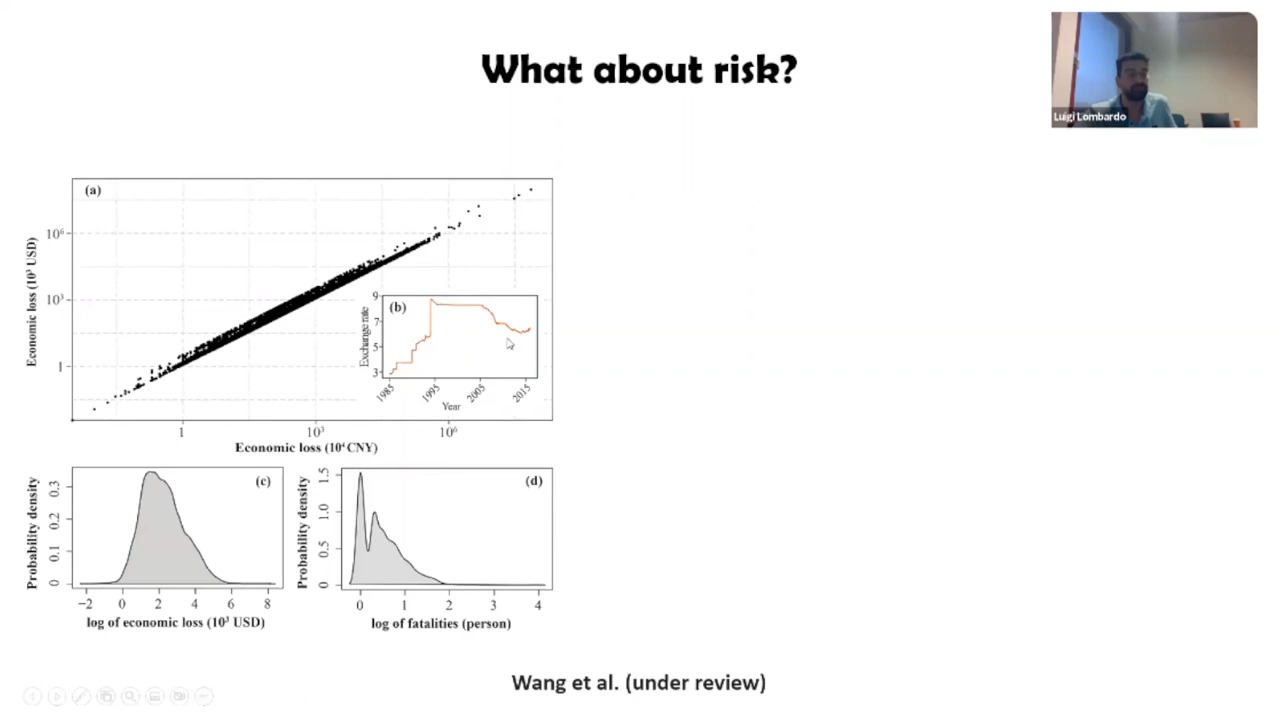 What about risk?
Luigi Lombardo
(a)
Economic loss (10³ USD)
10⁶
10³
1
1
10³
10⁶
Economic loss (10⁴ CNY)
(b)
Exchange rate
9
7
5
3
1985
1995
2005
2015
Year
(c)
Probability density
0.3
0.2
0.1
0
−2
0
2
4
6
8
log of economic loss (10³ USD)
(d)
Probability density
1.5
1.0
0.5
0
0
1
2
3
4
log of fatalities (person)
Wang et al. (under review)